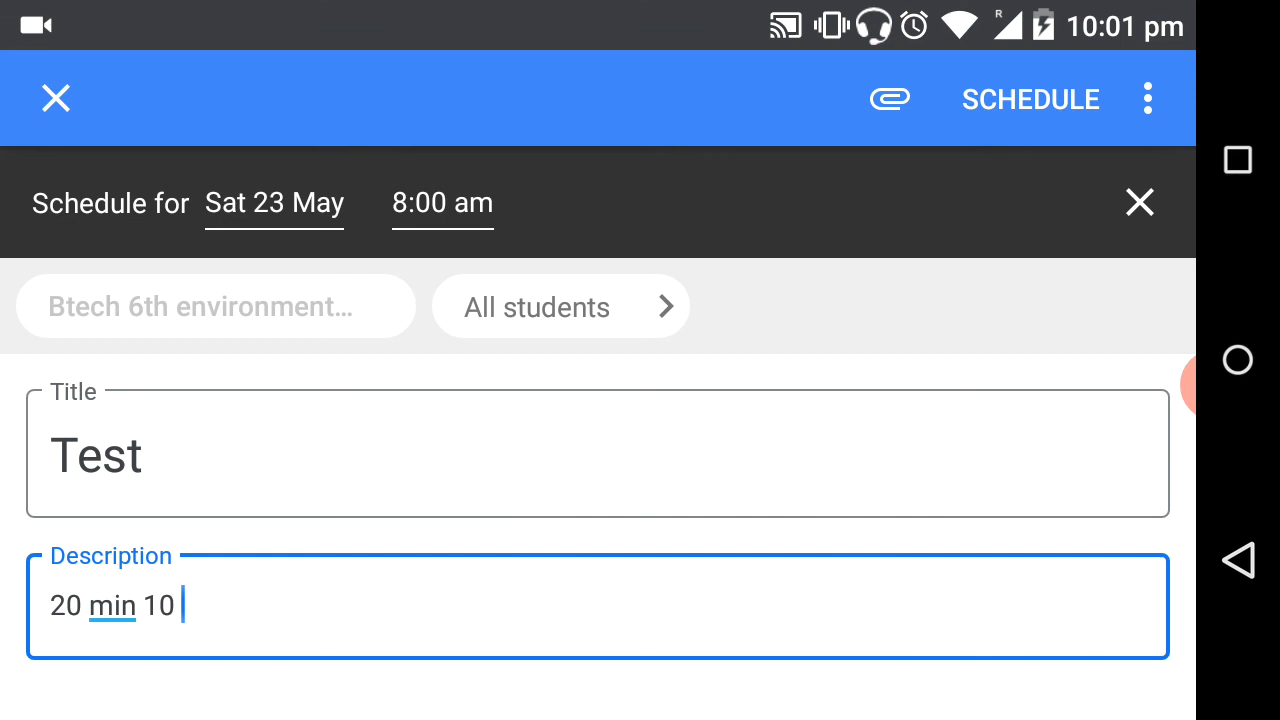 R 10:01 pm
SCHEDULE
Schedule for Sat 23 May 8:00 am
Btech 6th environment... All students
Title
Test
Description
20 min 10